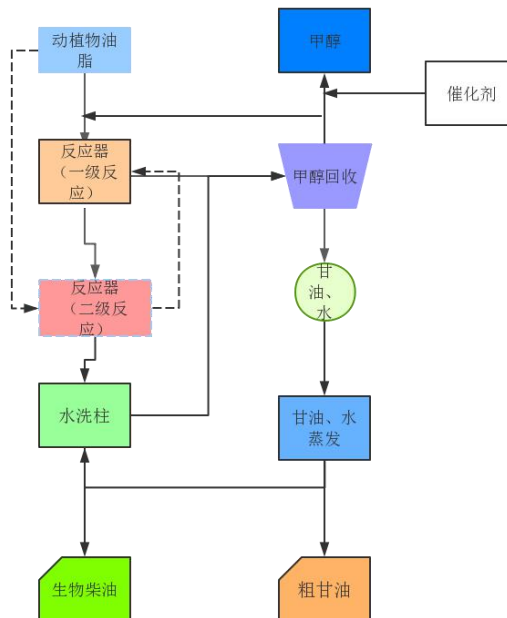 动植物油
脂
甲醇
催化剂
反应器
（一级反
应）
甲醇回收
甘
油、
水
反应器
（二级反
应）
水洗柱
甘油、水
蒸发
生物柴油
粗甘油